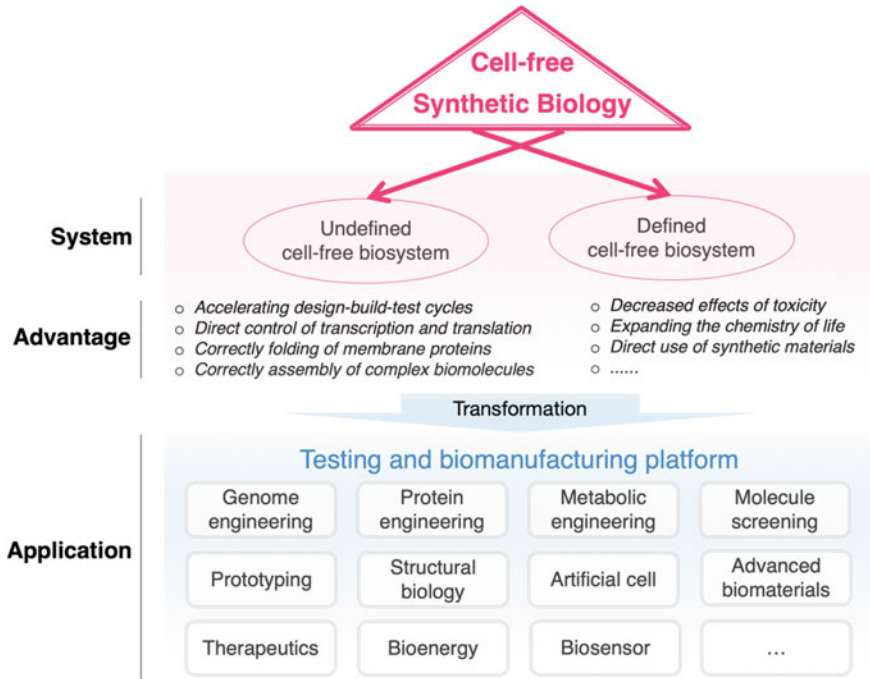 Cell-free
Synthetic Biology
System
Undefined
cell-free biosystem
Defined
cell-free biosystem
Advantage
Accelerating design-build-test cycles
Direct control of transcription and translation
Correctly folding of membrane proteins
Correctly assembly of complex biomolecules
Decreased effects of toxicity
Expanding the chemistry of life
Direct use of synthetic materials
......
Transformation
Application
Testing and biomanufacturing platform
Genome
engineering
Protein
engineering
Metabolic
engineering
Molecule
screening
Prototyping
Structural
biology
Artificial cell
Advanced
biomaterials
Therapeutics
Bioenergy
Biosensor
...